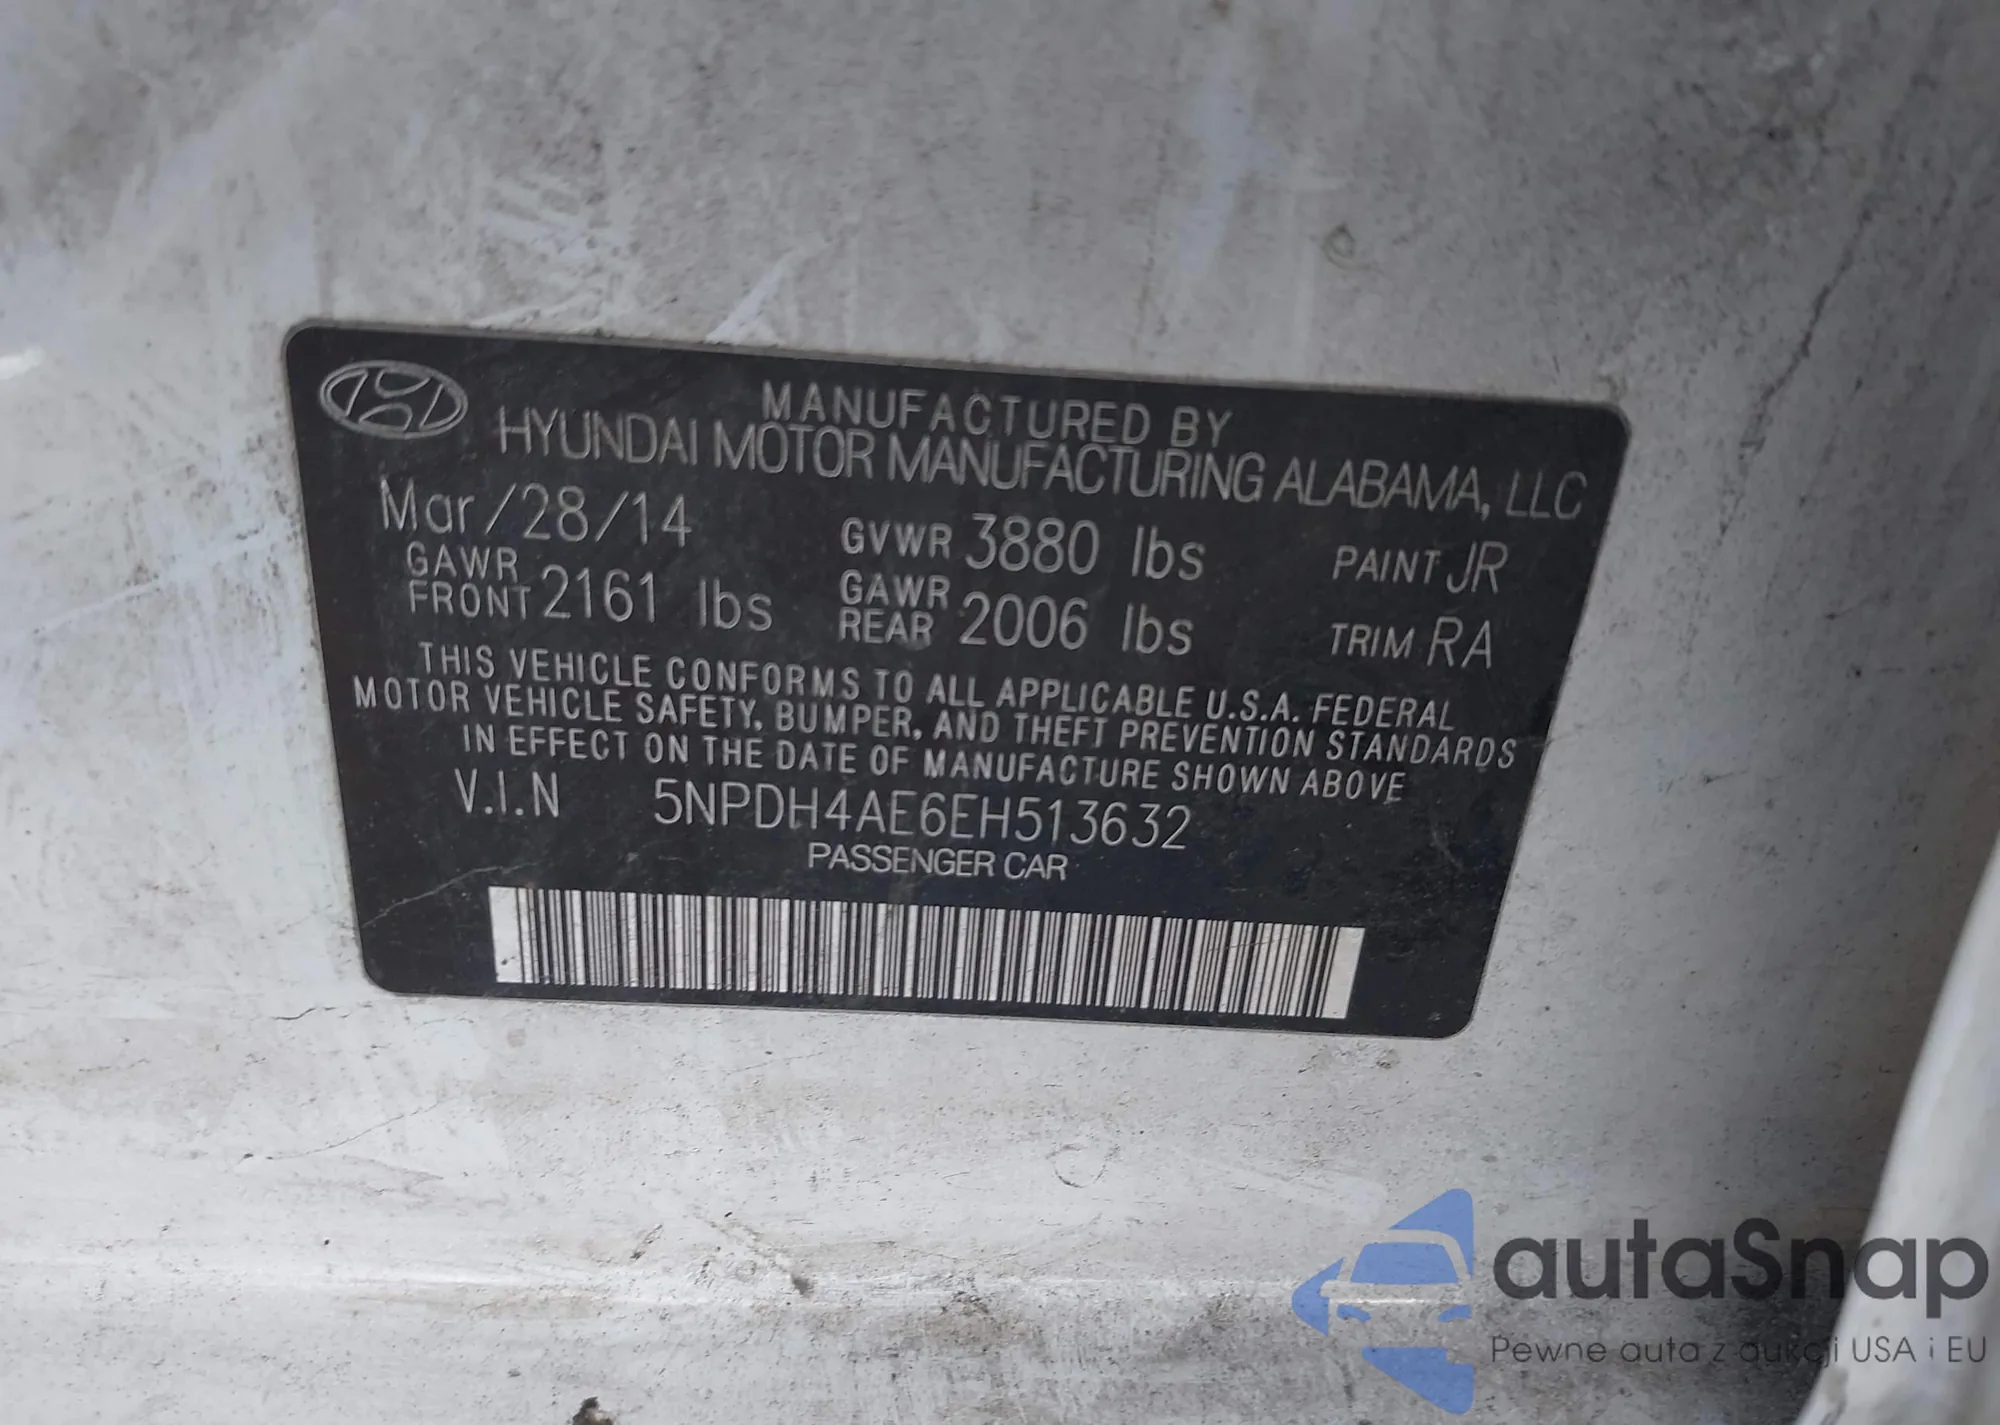 MANUFACTURED BY
HYUNDAI MOTOR MANUFACTURING ALABAMA, LLC
Mar/28/14 GVWR 3880 lbs PAINT JR
GAWR FRONT 2161 lbs GAWR REAR 2006 lbs TRIM RA
THIS VEHICLE CONFORMS TO ALL APPLICABLE U.S.A. FEDERAL
MOTOR VEHICLE SAFETY, BUMPER, AND THEFT PREVENTION STANDARDS
IN EFFECT ON THE DATE OF MANUFACTURE SHOWN ABOVE
V.I.N 5NPDH4AE6EH513632
PASSENGER CAR
autaSnap
Pewne auta z aukcji USA i EU